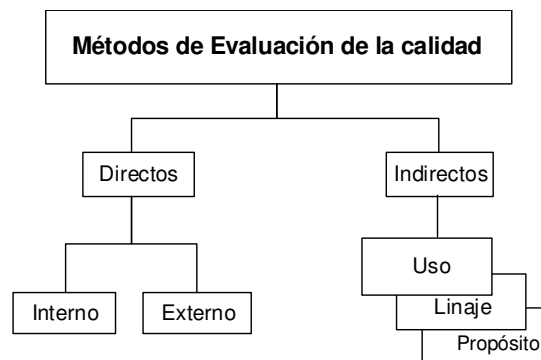 Métodos de Evaluación de la calidad
Directos
Indirectos
Interno
Externo
Uso
Linaje
Propósito